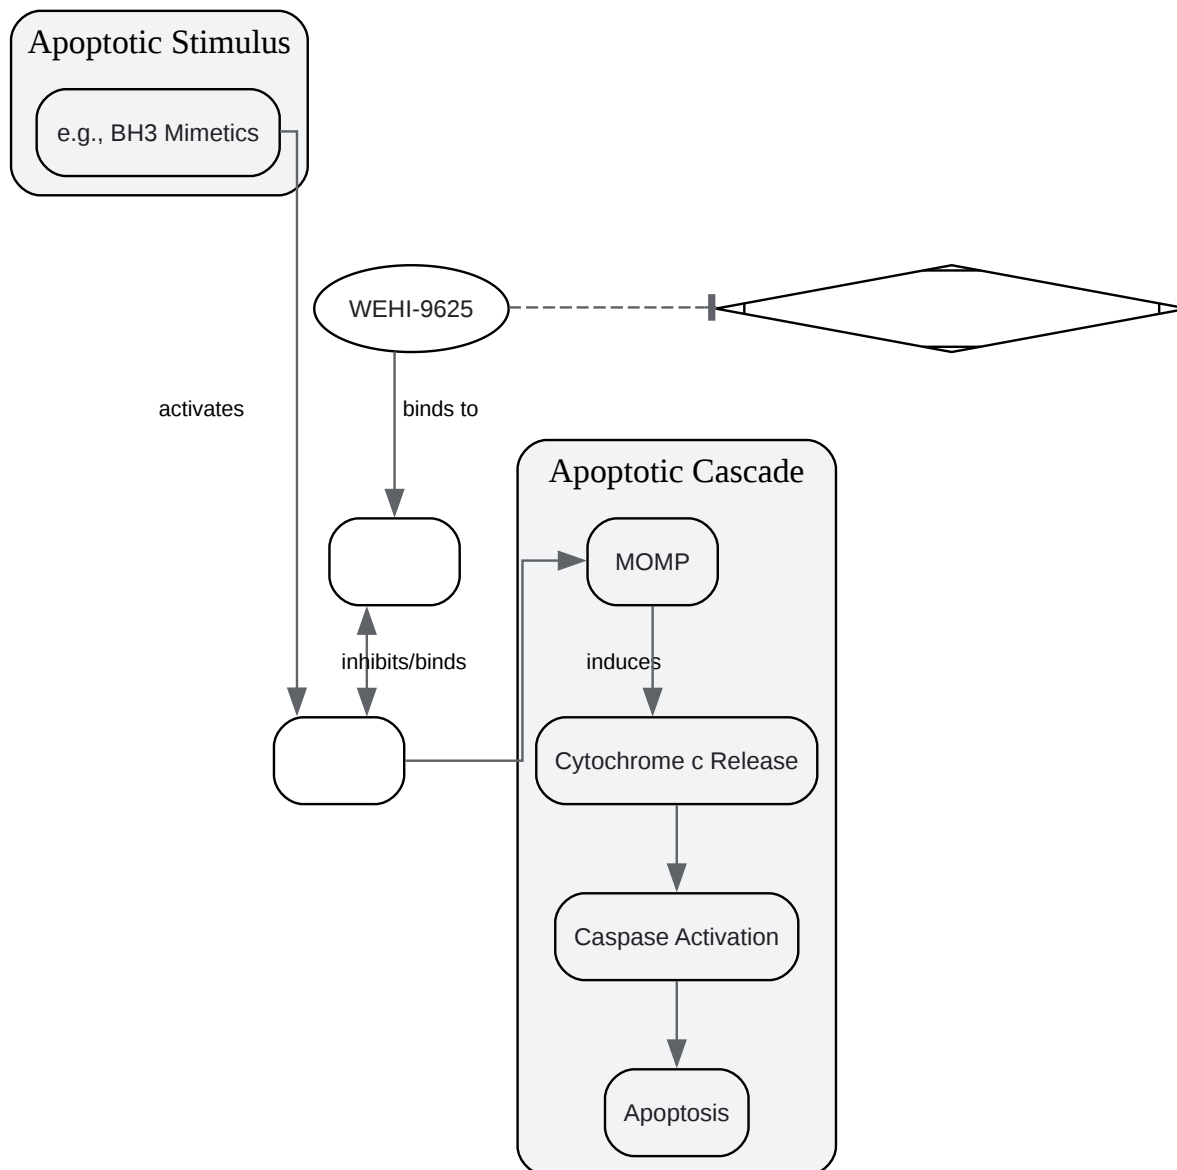 Apoptotic Stimulus
e.g., BH3 Mimetics
WEHI-9625
activates
binds to
Apoptotic Cascade
MOMP
inhibits/binds
induces
Cytochrome c Release
Caspase Activation
Apoptosis